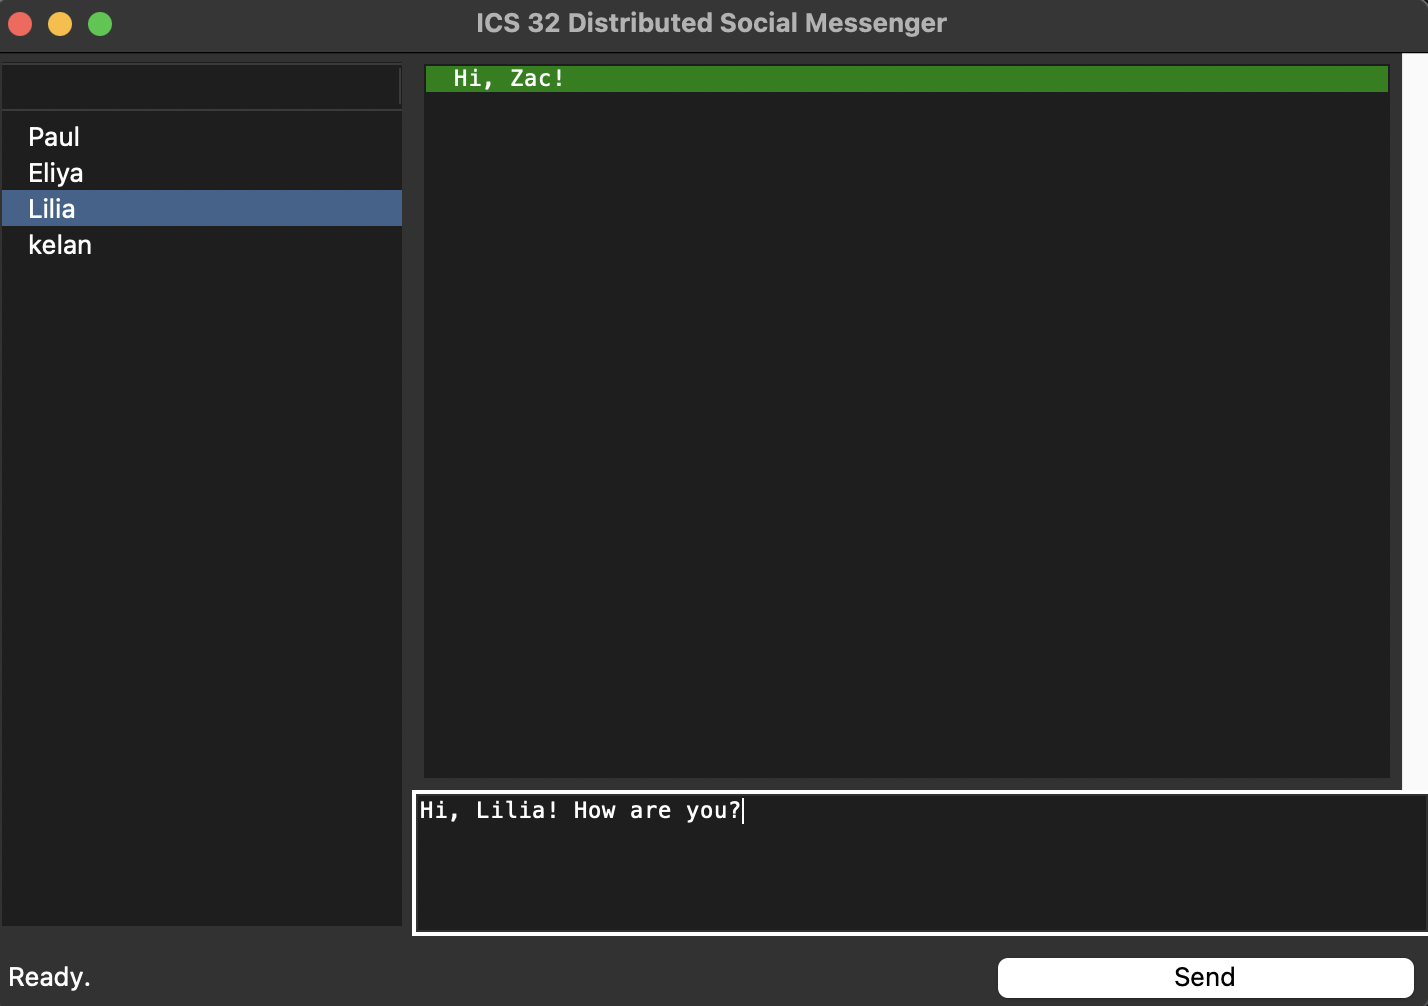 ICS 32 Distributed Social Messenger
Paul
Eliya
Lilia
kelan
Hi, Zac!
Hi, Lilia! How are you?
Ready.
Send